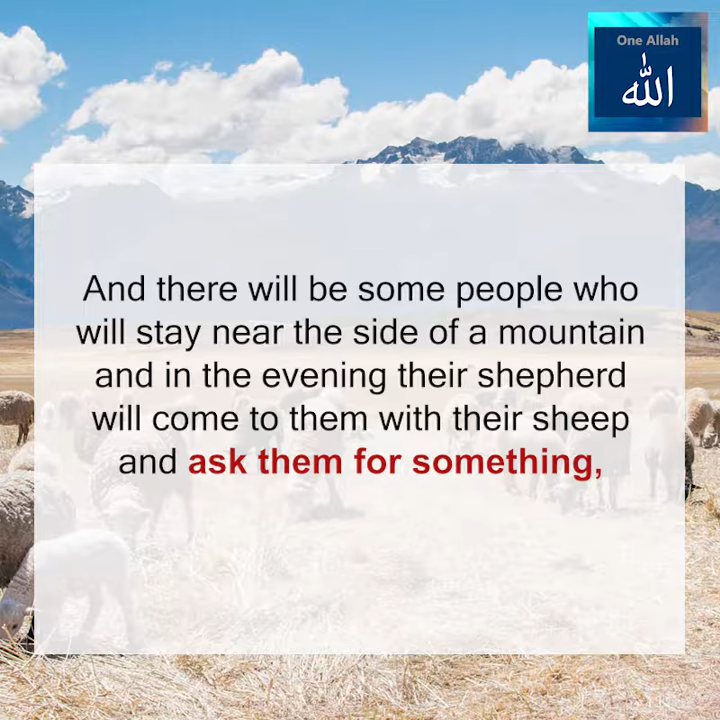 One Allah
الله
And there will be some people who
will stay near the side of a mountain
and in the evening their shepherd
will come to them with their sheep
and ask them for something,